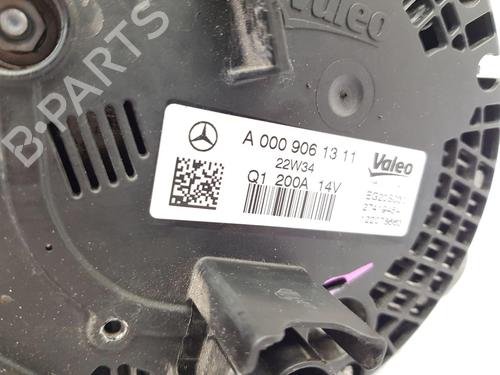 Valeo
A 000 906 13 11
22W34
Q1 200A 14V
Valeo
B-PARTS